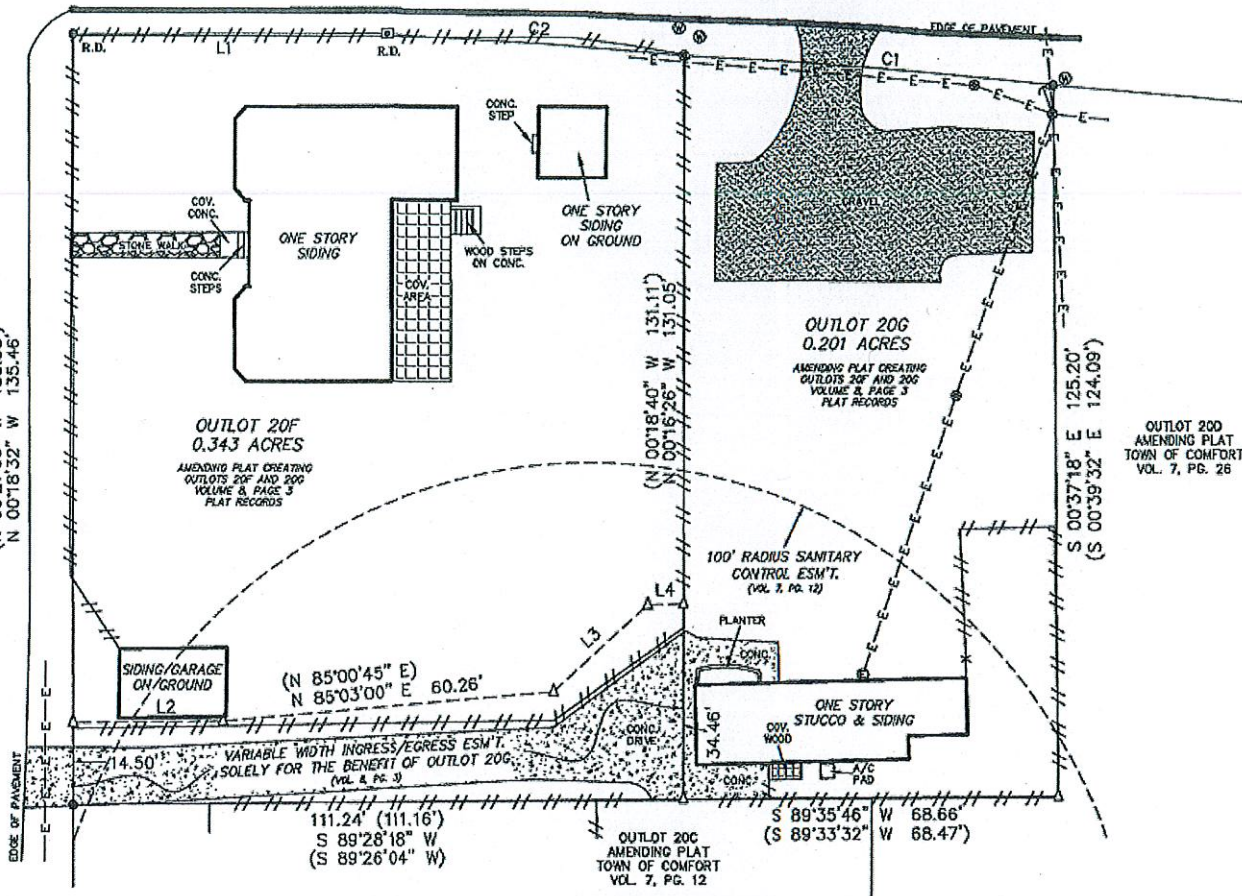 EDGE OF PAVEMENT
R.D.
L1
R.D.
C2
W
W
C1
W
E E E E E E E E
CONC.
STEP
ONE STORY
SIDING
ON GROUND
COV.
CONC.
STONE WALK
CONC.
STEPS
ONE STORY
SIDING
WOOD STEPS
ON CONC.
COV.
AREA
GRAVEL
N 00°18'32" W 135.46'
(N 00°18'40" W 131.11')
N 00°16'26" W 131.05'
OUTLOT 20G
0.201 ACRES
AMENDING PLAT CREATING
OUTLOTS 20F AND 20G
VOLUME 8, PAGE 3
PLAT RECORDS
S 00°37'18" E 125.20'
(S 00°39'32" E 124.09')
OUTLOT 20D
AMENDING PLAT
TOWN OF COMFORT
VOL. 7, PG. 26
OUTLOT 20F
0.343 ACRES
AMENDING PLAT CREATING
OUTLOTS 20F AND 20G
VOLUME 8, PAGE 3
PLAT RECORDS
100' RADIUS SANITARY
CONTROL ESM'T.
(VOL. 7, PG. 12)
L4
L3
PLANTER
CONC.
SIDING/GARAGE
ON/GROUND
L2
(N 85°00'45" E)
N 85°03'00" E 60.26'
ONE STORY
STUCCO & SIDING
34.46'
CONC.
DRIVE
COV.
WOOD
A/C
PAD
CONC.
14.50'
VARIABLE WIDTH INGRESS/EGRESS ESM'T.
SOLELY FOR THE BENEFIT OF OUTLOT 20G
(VOL. 8, PG. 3)
EDGE OF PAVEMENT
111.24' (111.16')
S 89°28'18" W
(S 89°26'04" W)
OUTLOT 20C
AMENDING PLAT
TOWN OF COMFORT
VOL. 7, PG. 12
S 89°35'46" W 68.66'
(S 89°33'32" W 68.47')